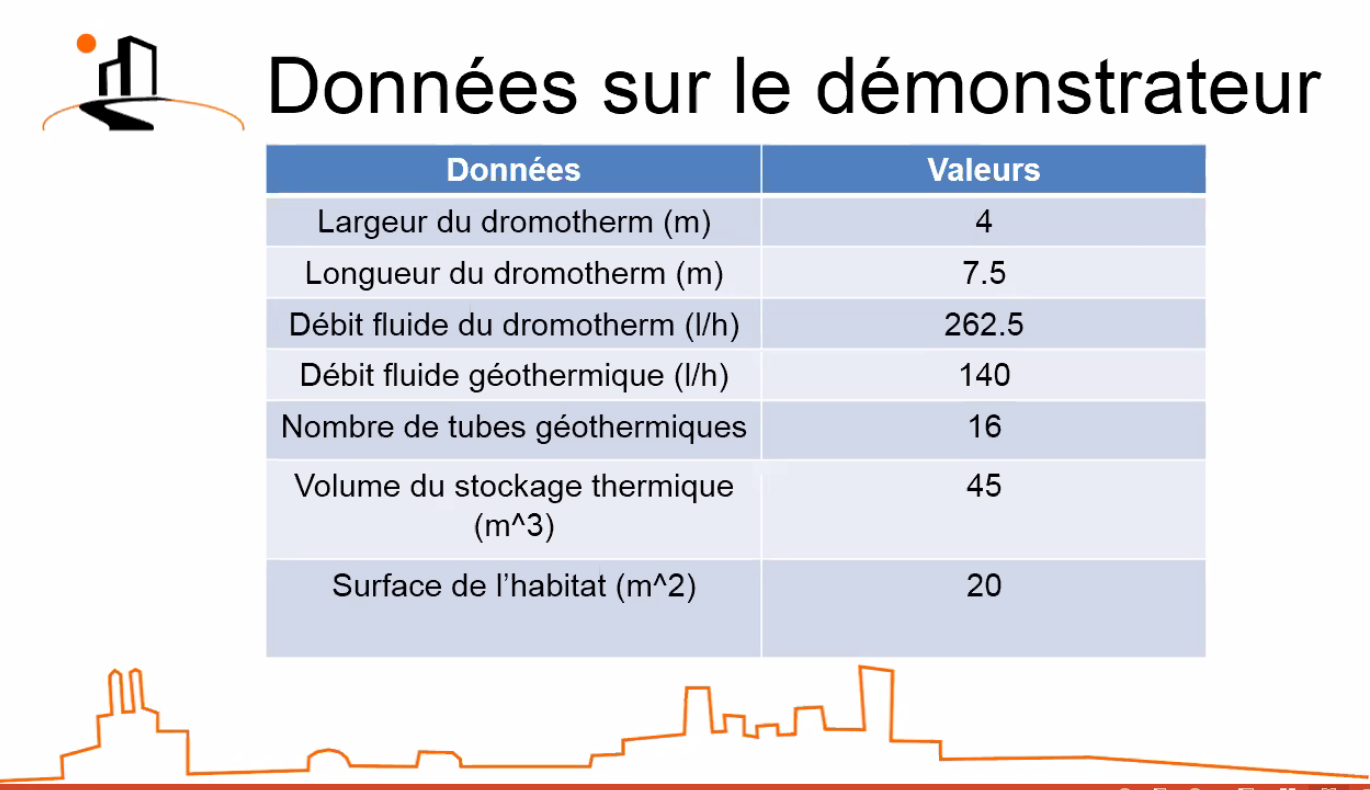 Données sur le démonstrateur
Données Valeurs
Largeur du dromotherm (m) 4
Longueur du dromotherm (m) 7.5
Débit fluide du dromotherm (l/h) 262.5
Débit fluide géothermique (l/h) 140
Nombre de tubes géothermiques 16
Volume du stockage thermique 45
(m^3)
Surface de l’habitat (m^2) 20